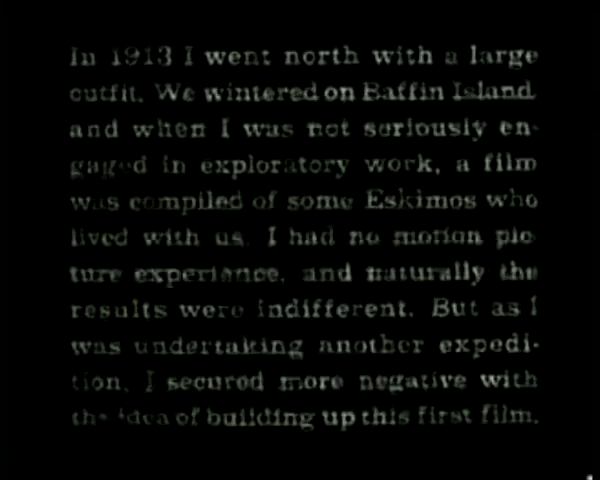 In 1913 I went north with a large
outfit. We wintered on Baffin Island
and when I was not seriously en-
gaged in exploratory work, a film
was compiled of some Eskimos who
lived with us. I had no motion pic-
ture experience, and naturally the
results were indifferent. But as I
was undertaking another expedi-
tion, I secured more negative with
the idea of building up this first film.